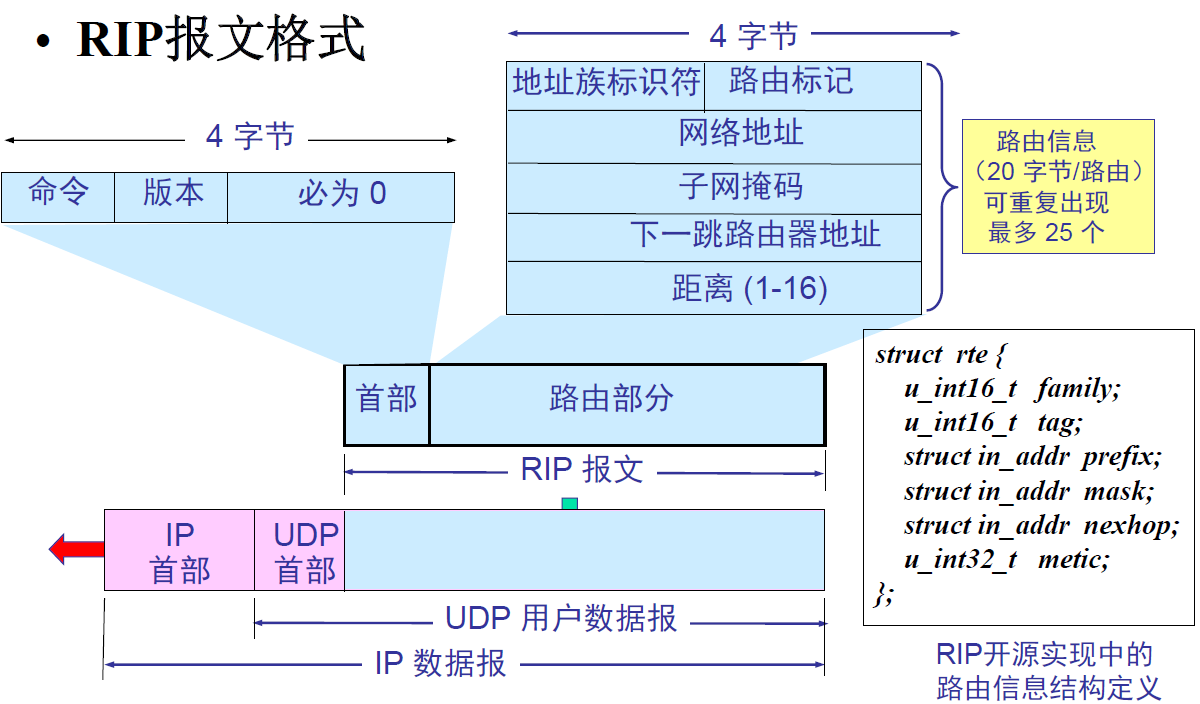 • RIP报文格式
4 字节
地址族标识符 路由标记
网络地址
子网掩码
下一跳路由器地址
距离 (1-16)
路由信息
（20 字节/路由）
可重复出现
最多 25 个
4 字节
命令 版本 必为 0
首部 路由部分
RIP 报文
IP
首部
UDP
首部
UDP 用户数据报
IP 数据报
struct rte {
u_int16_t family;
u_int16_t tag;
struct in_addr prefix;
struct in_addr mask;
struct in_addr nexhop;
u_int32_t metic;
};
RIP开源实现中的
路由信息结构定义